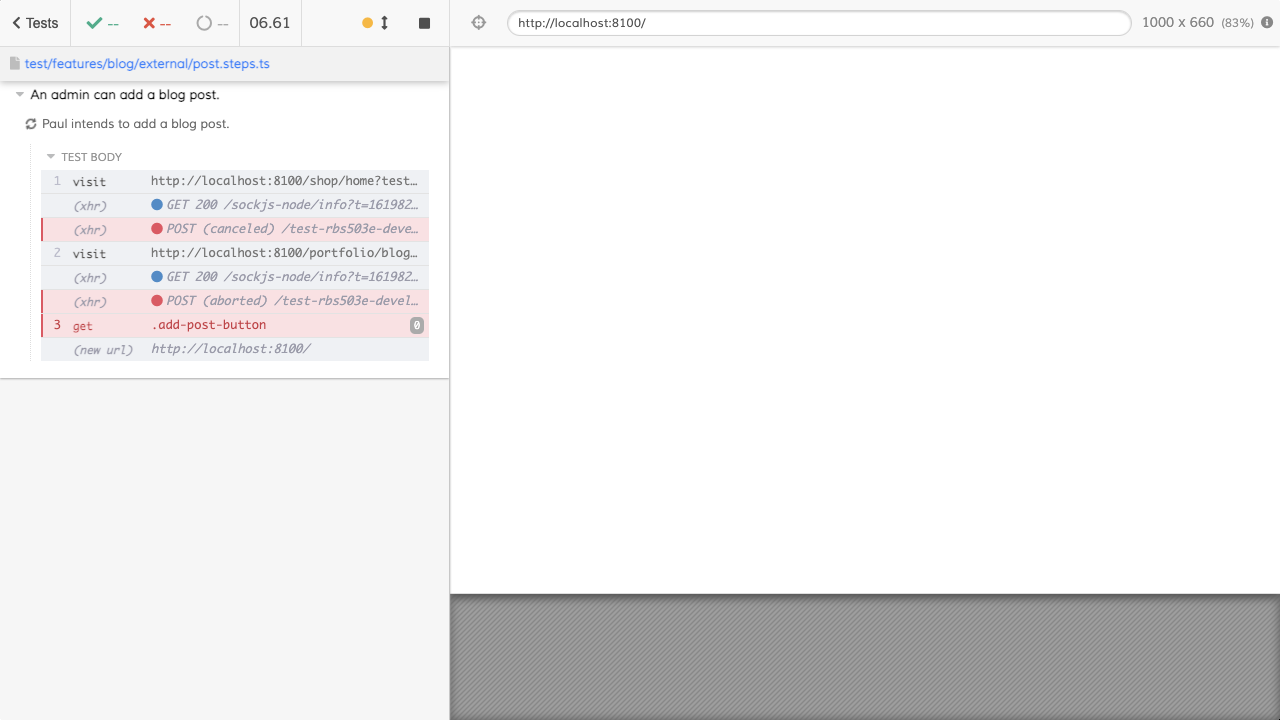 Tests -- -- -- 06.61 http://localhost:8100/ 1000 x 660 (83%)
test/features/blog/external/post.steps.ts
An admin can add a blog post.
Paul intends to add a blog post.
TEST BODY
1 visit http://localhost:8100/shop/home?test…
(xhr) GET 200 /sockjs-node/info?t=161982…
(xhr) POST (canceled) /test-rbs503e-deve…
2 visit http://localhost:8100/portfolio/blog…
(xhr) GET 200 /sockjs-node/info?t=161982…
(xhr) POST (aborted) /test-rbs503e-devel…
3 get .add-post-button 0
(new url) http://localhost:8100/